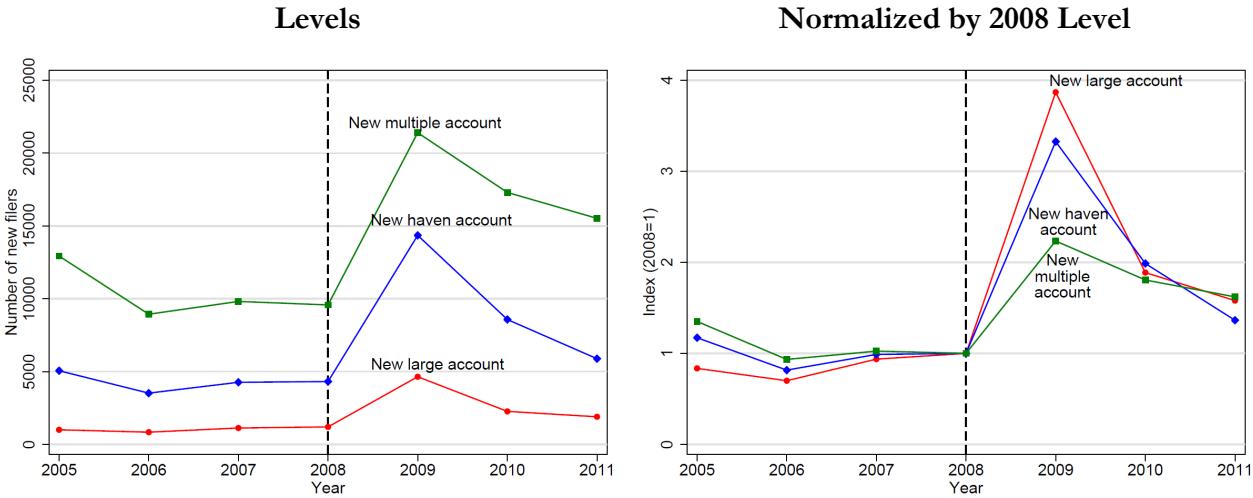 Levels
Number of new filers
25000
20000
15000
10000
5000
0
New multiple account
New haven account
New large account
2005 2006 2007 2008 2009 2010 2011
Year
Normalized by 2008 Level
Index (2008=1)
4
3
2
1
0
New large account
New haven
account
New
multiple
account
2005 2006 2007 2008 2009 2010 2011
Year